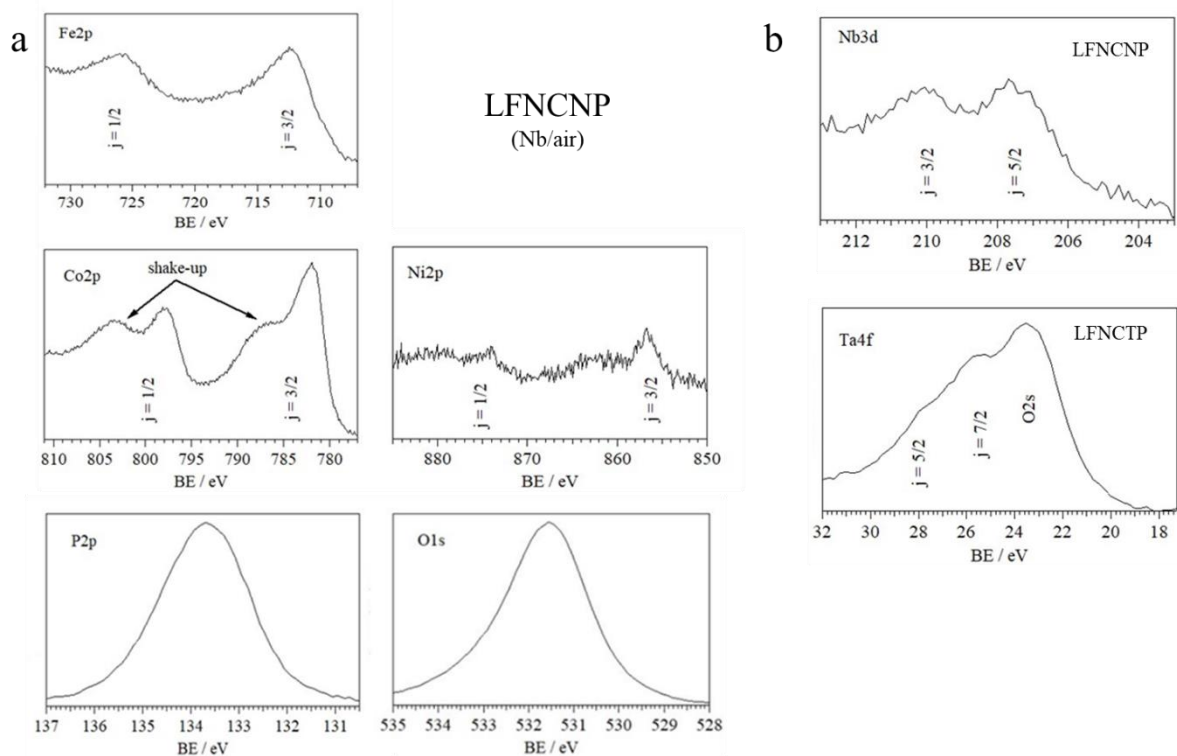 a
Fe2p
j = 1/2
j = 3/2
730 725 720 715 710
BE / eV
LFNCNP
(Nb/air)
Co2p
shake-up
j = 1/2
j = 3/2
810 805 800 795 790 785 780
BE / eV
Ni2p
j = 1/2
j = 3/2
880 870 860 850
BE / eV
P2p
137 136 135 134 133 132 131
BE / eV
O1s
535 534 533 532 531 530 529 528
BE / eV
b
Nb3d
LFNCNP
j = 3/2
j = 5/2
212 210 208 206 204
BE / eV
Ta4f
LFNCTP
j = 5/2
j = 7/2
O2s
32 30 28 26 24 22 20 18
BE / eV